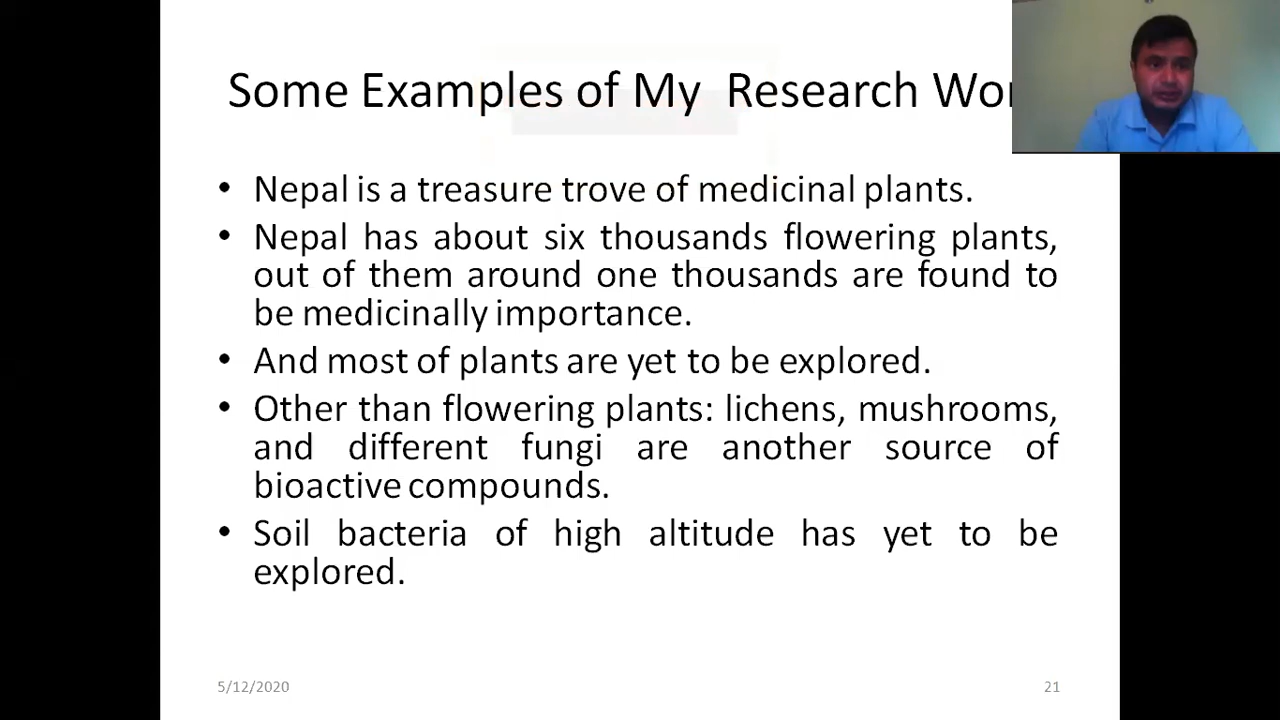 Some Examples of My Research
• Nepal is a treasure trove of medicinal plants.
• Nepal has about six thousands flowering plants,
out of them around one thousands are found to
be medicinally importance.
• And most of plants are yet to be explored.
• Other than flowering plants: lichens, mushrooms,
and different fungi are another source of
bioactive compounds.
• Soil bacteria of high altitude has yet to be
explored.
5/12/2020
21